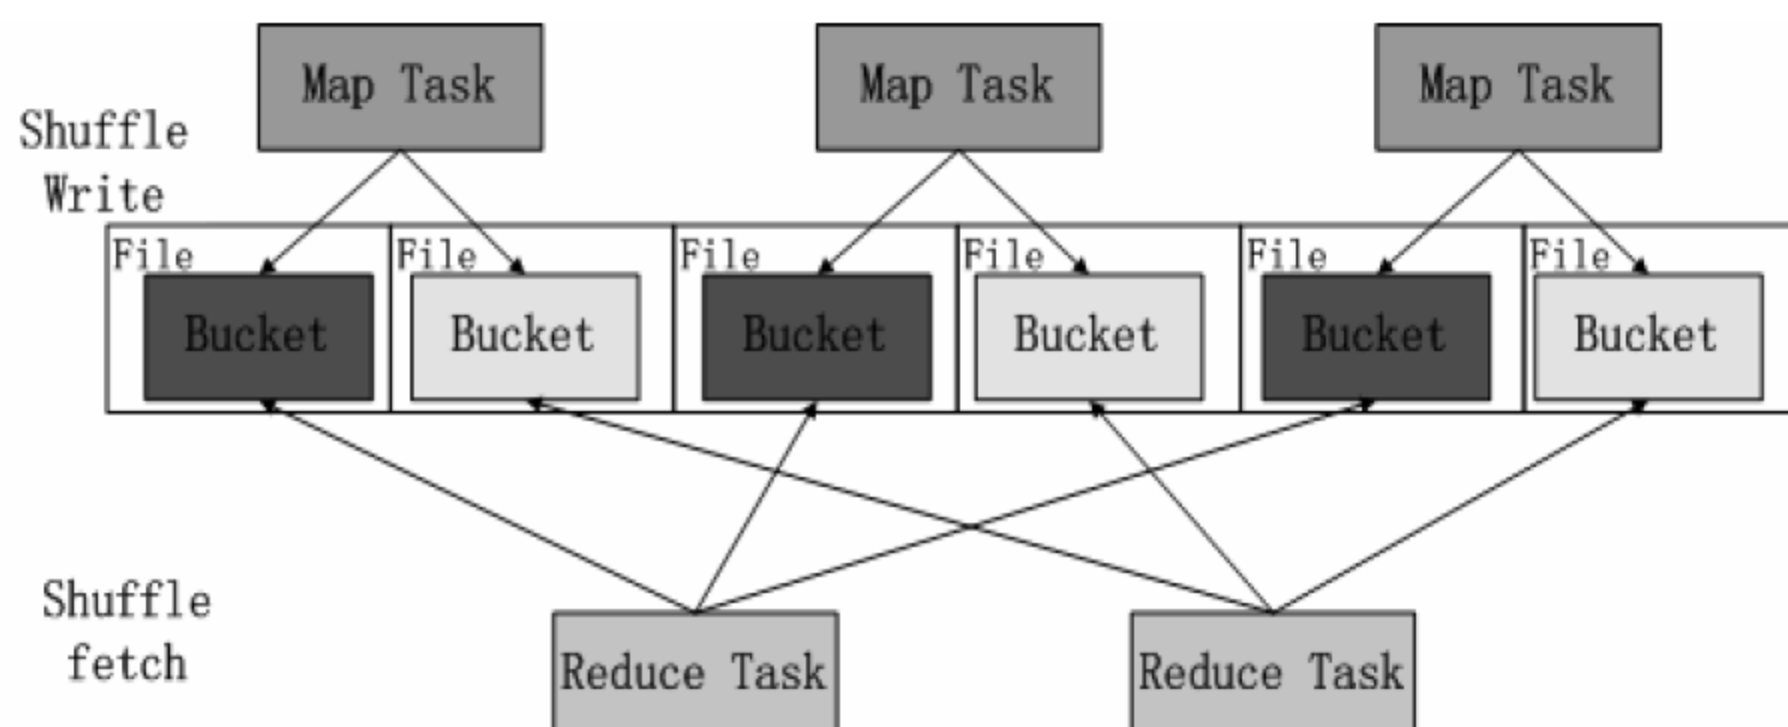 Map Task
Map Task
Map Task
Shuffle
Write
File
File
File
File
File
File
Bucket
Bucket
Bucket
Bucket
Bucket
Bucket
Shuffle
fetch
Reduce Task
Reduce Task